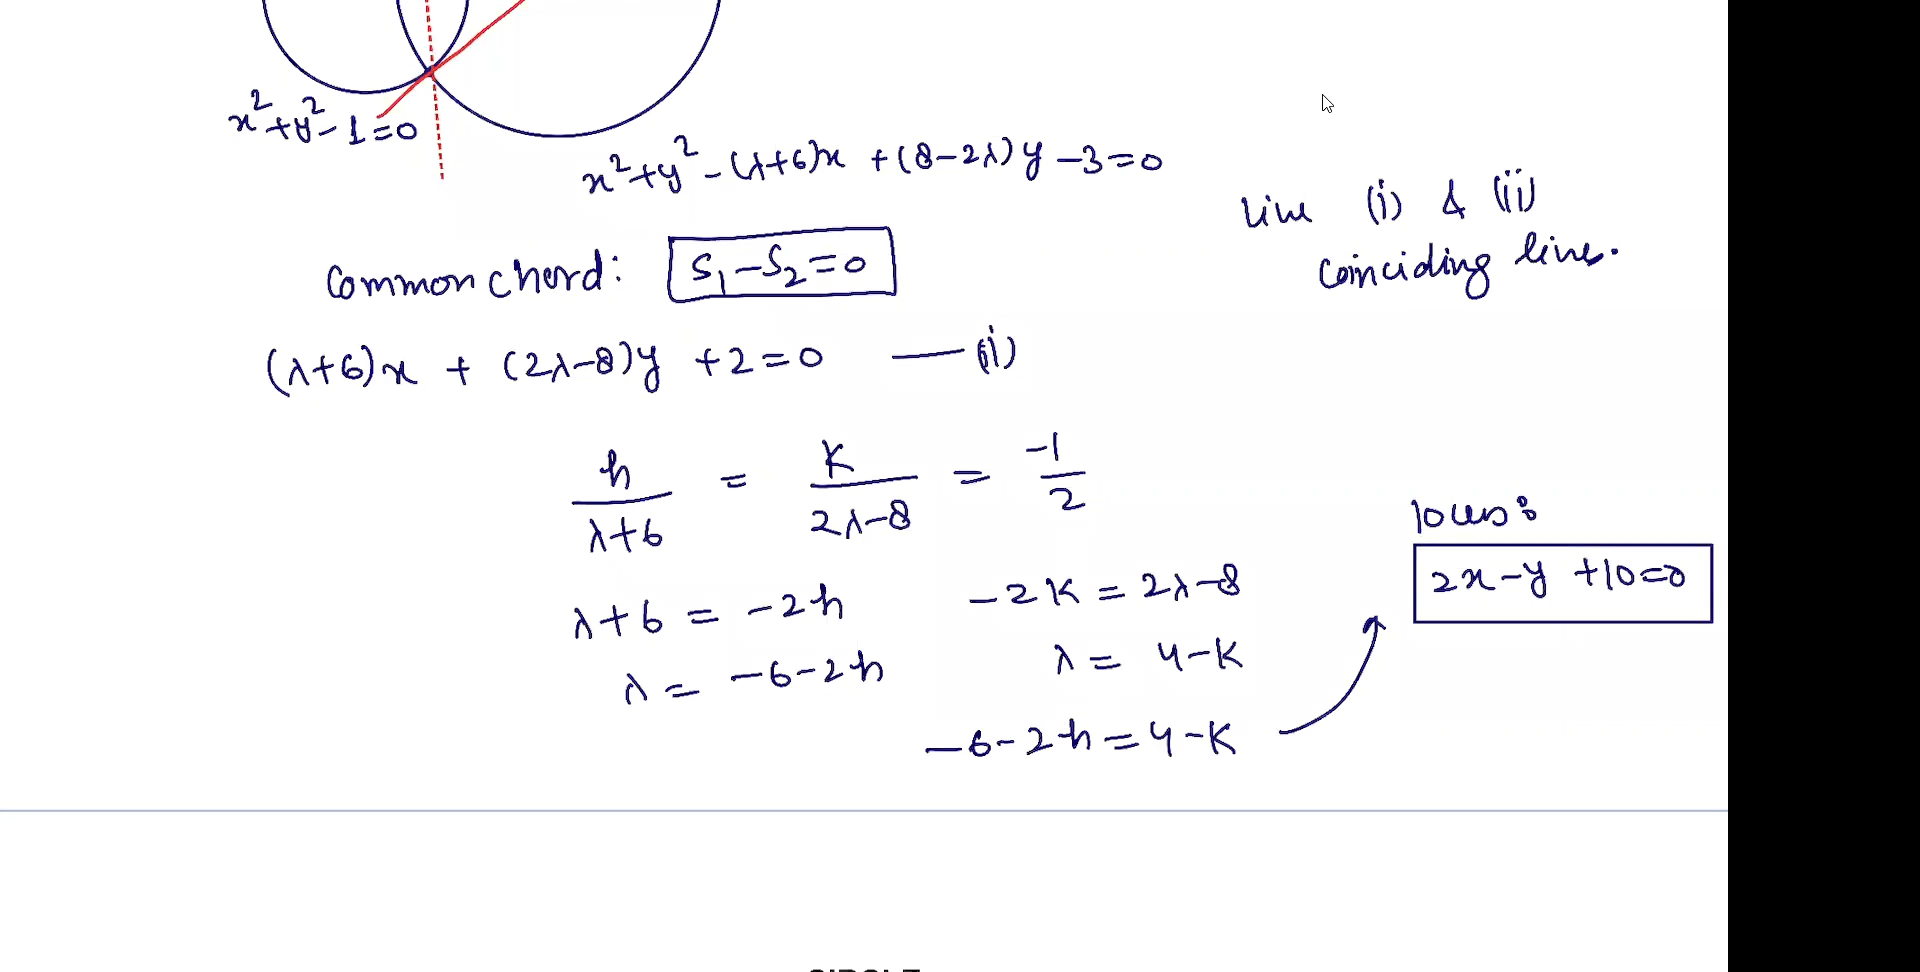 x²+y²-1=0
x²+y²-(λ+6)x+(8-2λ)y-3=0
Line (i) & (ii)
coinciding line.
Common chord: S₁-S₂=0
(λ+6)x + (2λ-8)y +2=0 —(ii)
h/(λ+6) = K/(2λ-8) = -1/2
locus:
2x-y+10=0
λ+6 = -2h -2K = 2λ-8
λ = -6-2h λ = 4-K
-6-2h=4-K